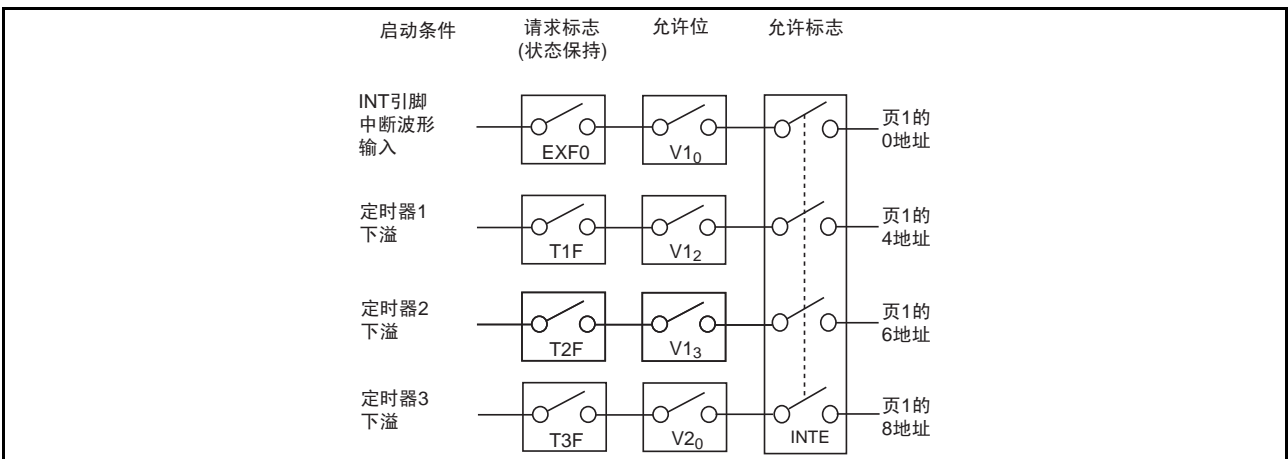 启动条件 请求标志 允许位 允许标志
(状态保持)
INT引脚
中断波形
输入
EXF0
V1₀
页1的
0地址
定时器1
下溢
T1F
V1₂
页1的
4地址
定时器2
下溢
T2F
V1₃
页1的
6地址
定时器3
下溢
T3F
V2₀
INTE
页1的
8地址